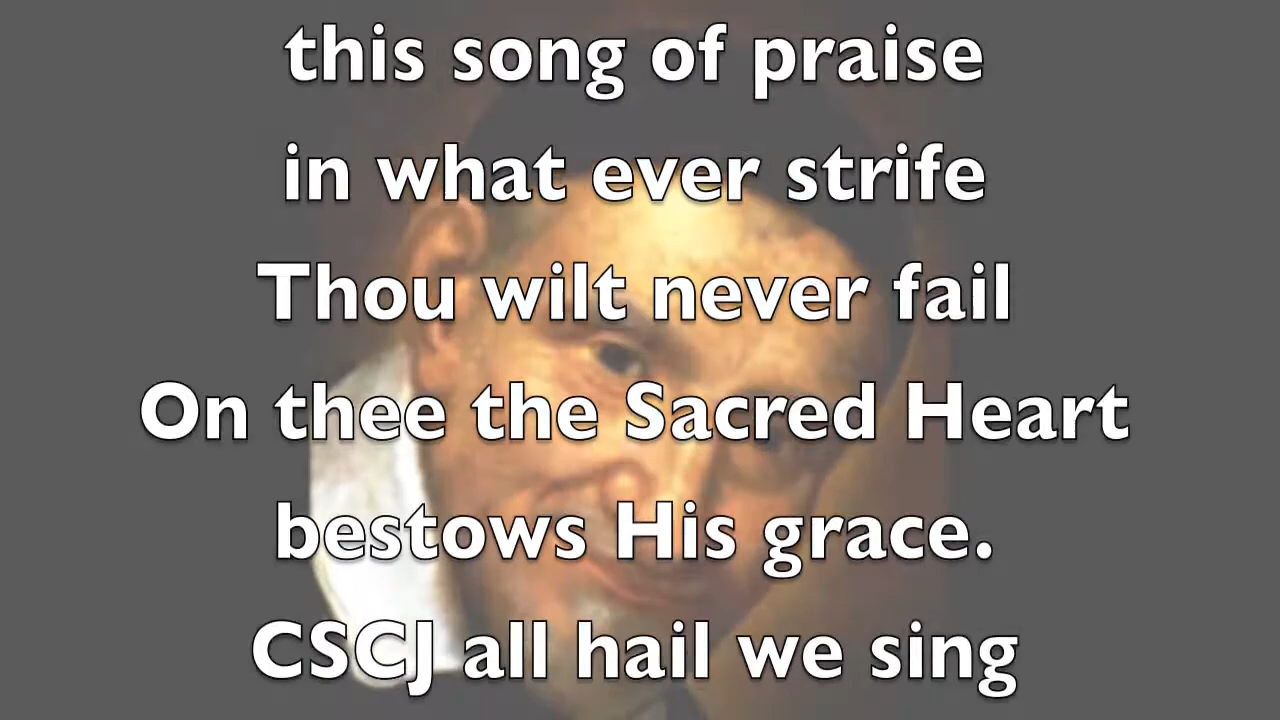 this song of praise
in what ever strife
Thou wilt never fail
On thee the Sacred Heart
bestows His grace.
CSCJ all hail we sing